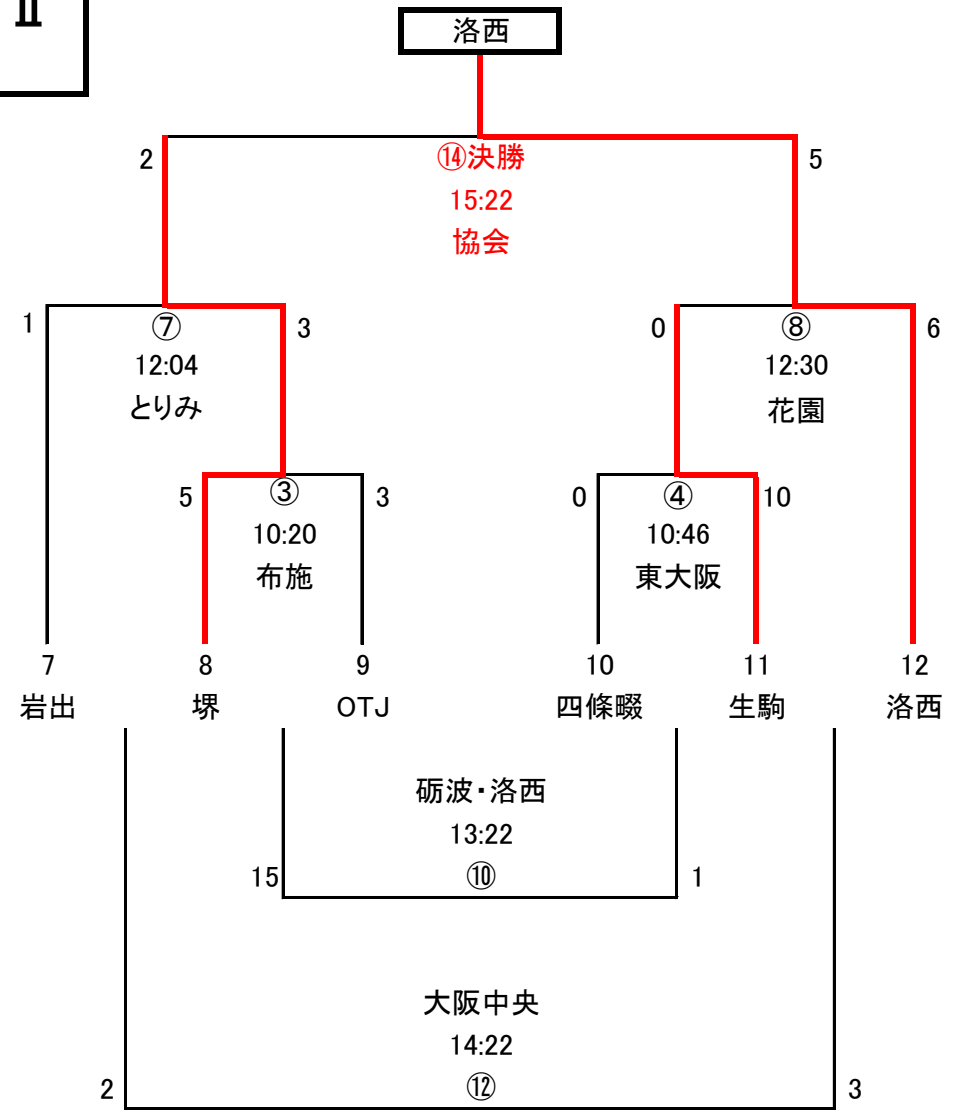 Ⅱ
洛西
2
⑭決勝
5
15:22
協会
1
⑦
3
0
⑧
6
12:04
12:30
とりみ
花園
5
③
3
0
④
10
10:20
10:46
布施
東大阪
7
8
9
10
11
12
岩出
堺
OTJ
四條畷
生駒
洛西
砺波・洛西
13:22
15
⑩
1
大阪中央
14:22
2
⑫
3